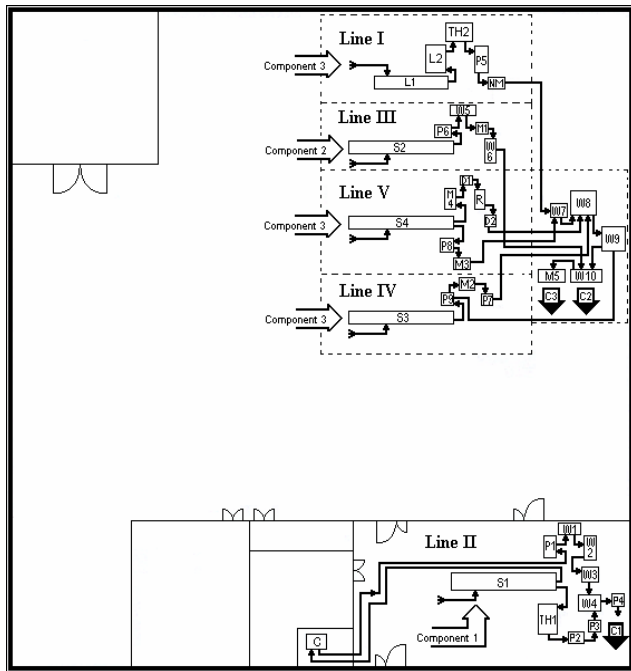 Line I
TH2
L2
P5
Component 3
L1
NM
Line III
W5
P6
M1
Component 2
S2
W
6
Line V
D1
M
4
R
W7
W8
Component 3
S4
D2
W9
P8
M3
M5
W10
Line IV
M2
C3
C2
P9
P7
Component 3
S3
Line II
W1
P1
W
2
W3
S1
W4
P4
TH1
P3
C1
C
Component 1
P2